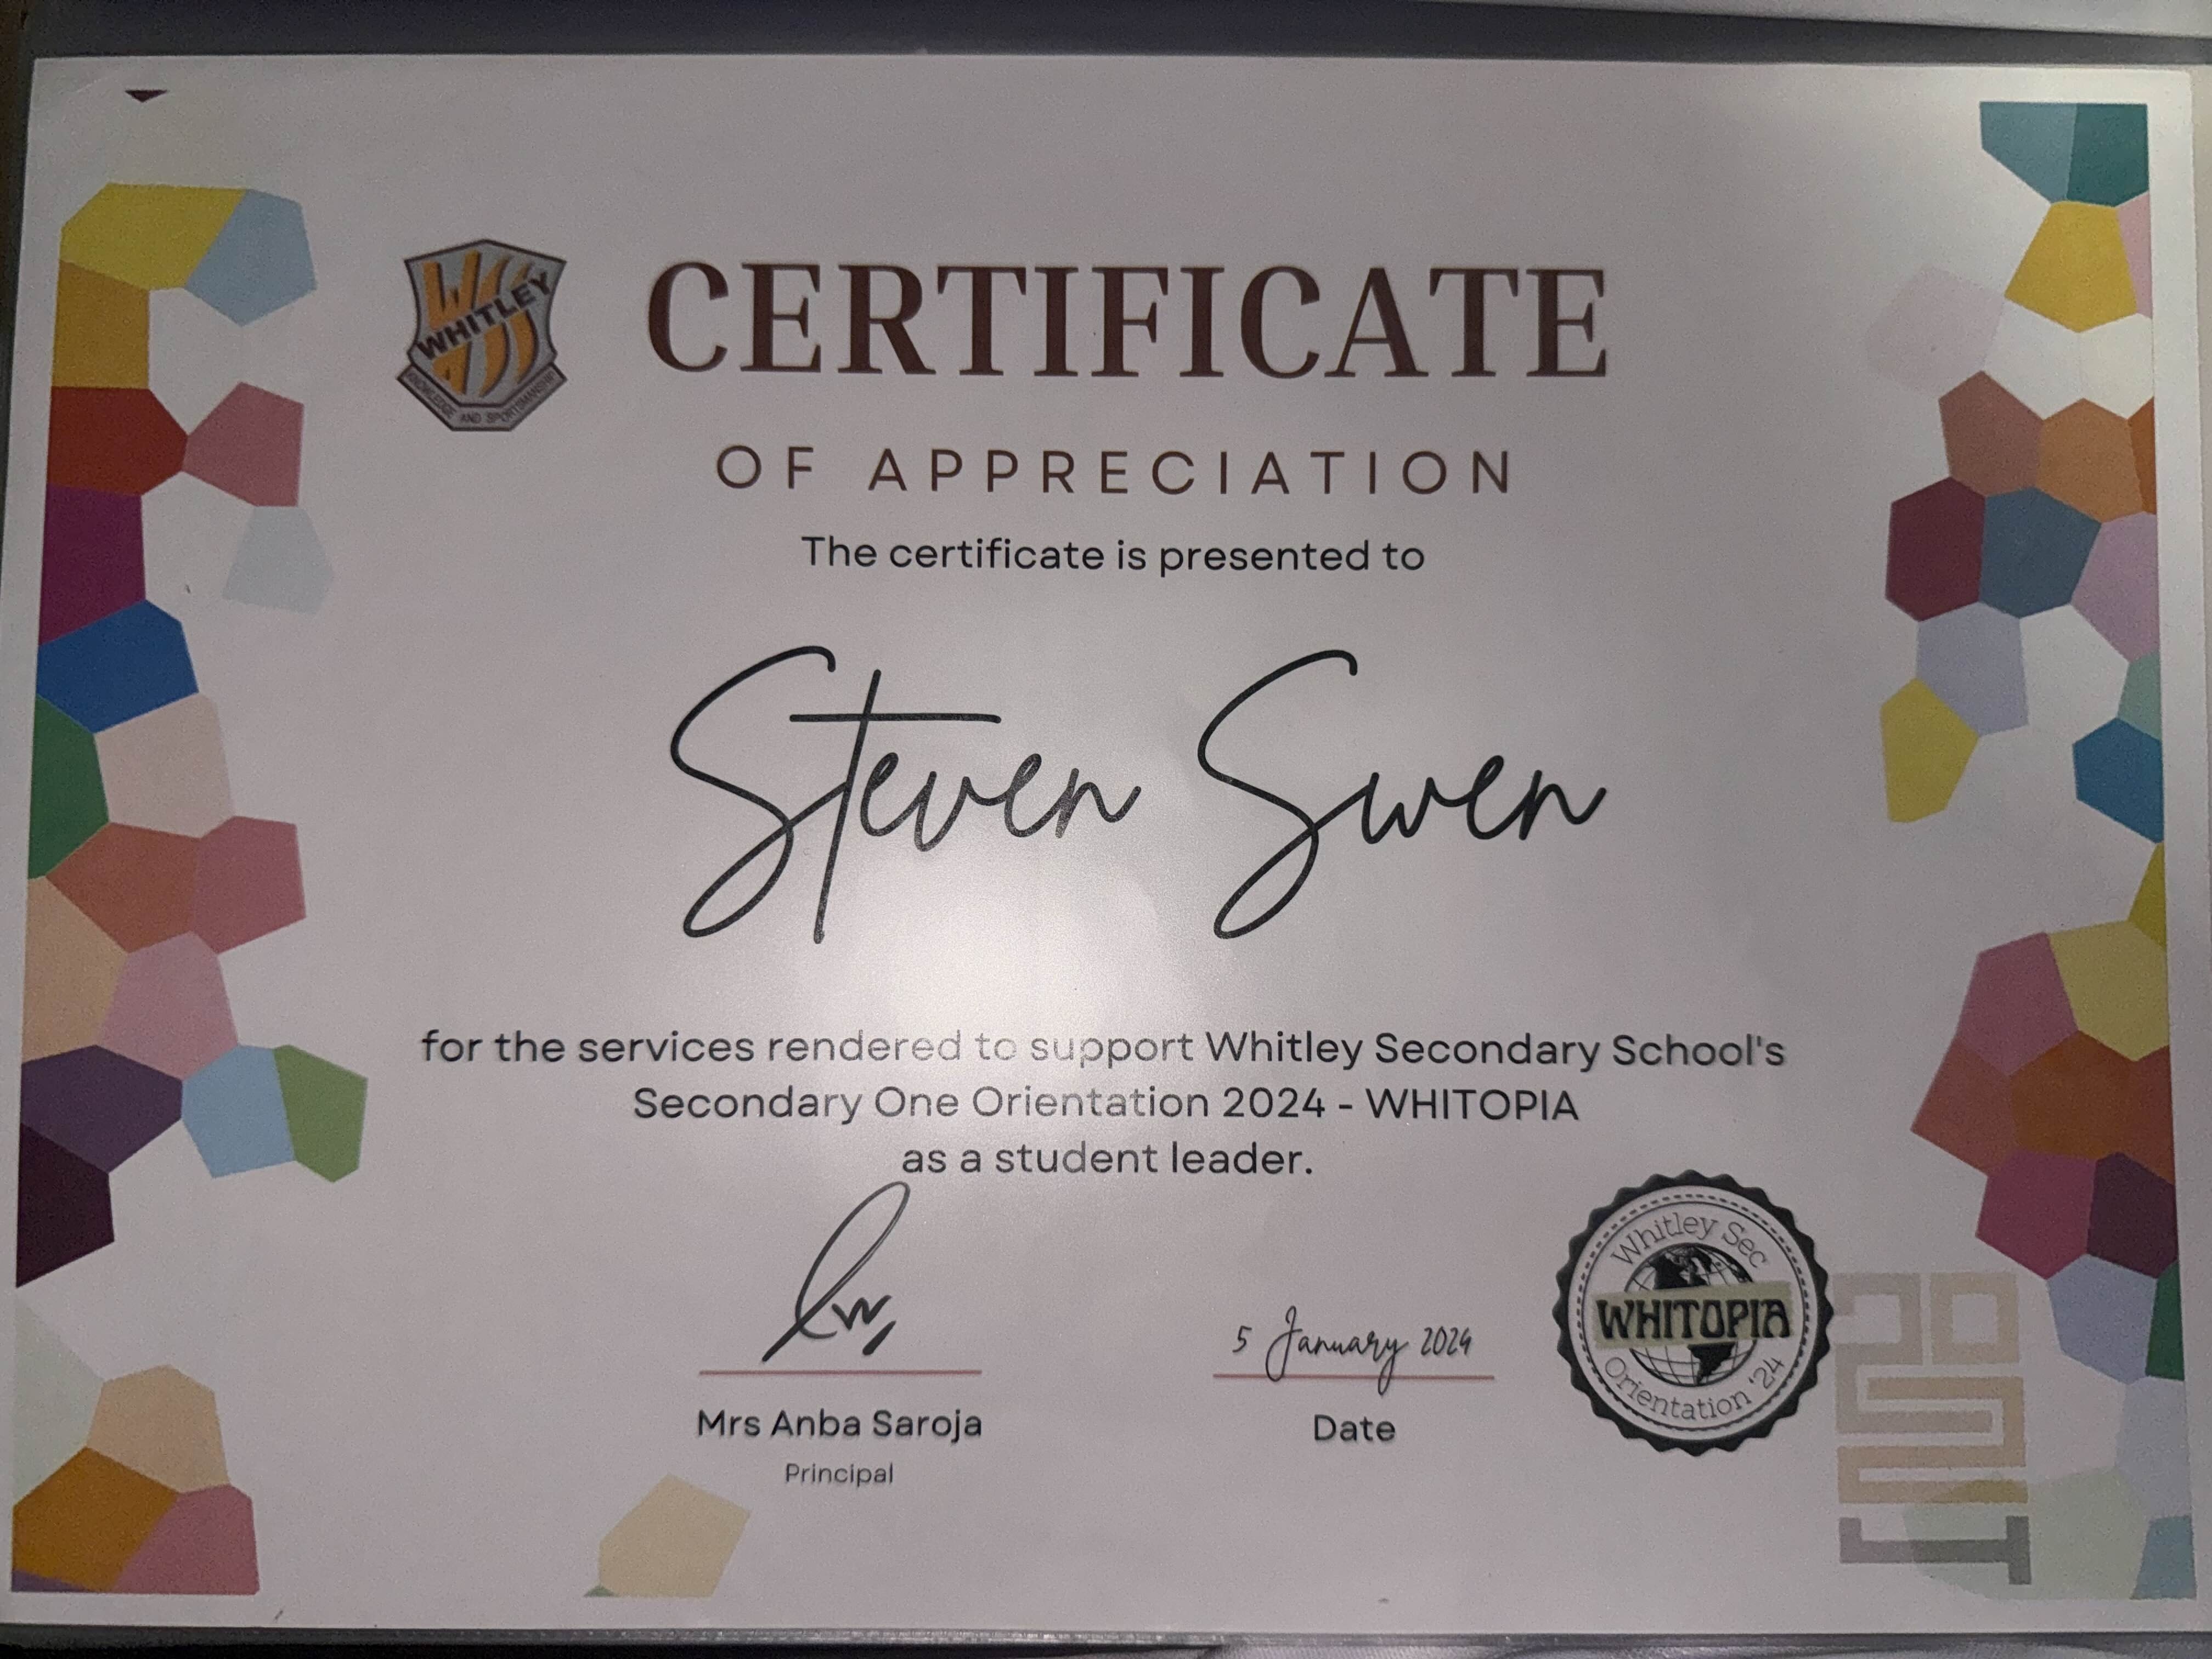 WSS
WHITLEY
KNOWLEDGE AND SPORTSMANSHIP
CERTIFICATE
OF APPRECIATION
The certificate is presented to
Steven Swen
for the services rendered to support Whitley Secondary School's
Secondary One Orientation 2024 - WHITOPIA
as a student leader.
5 January 2024
Mrs Anba Saroja
Date
Principal
Whitley Sec
WHITOPIA
Orientation '24